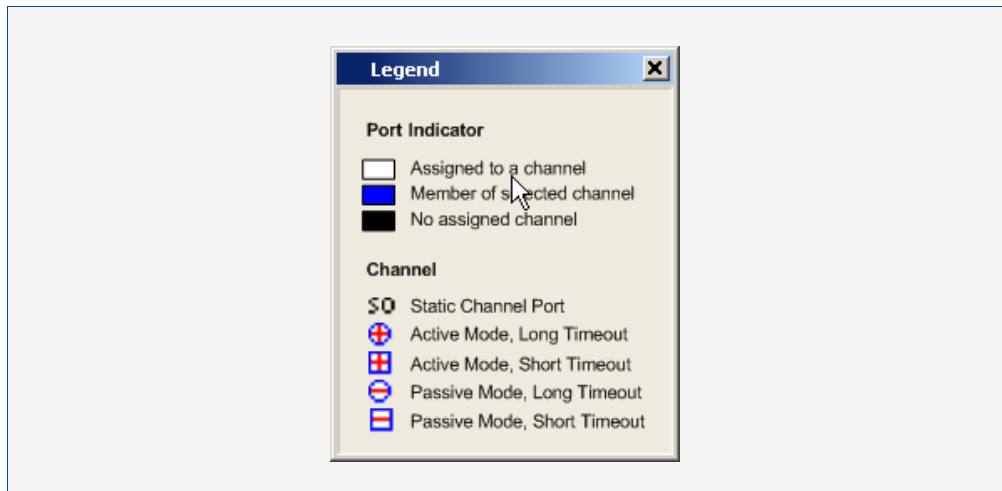 Legend
Port Indicator
Assigned to a channel
Member of selected channel
No assigned channel
Channel
SO Static Channel Port
Active Mode, Long Timeout
Active Mode, Short Timeout
Passive Mode, Long Timeout
Passive Mode, Short Timeout